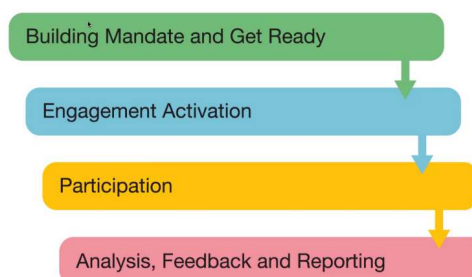 Building Mandate and Get Ready
Engagement Activation
Participation
Analysis, Feedback and Reporting